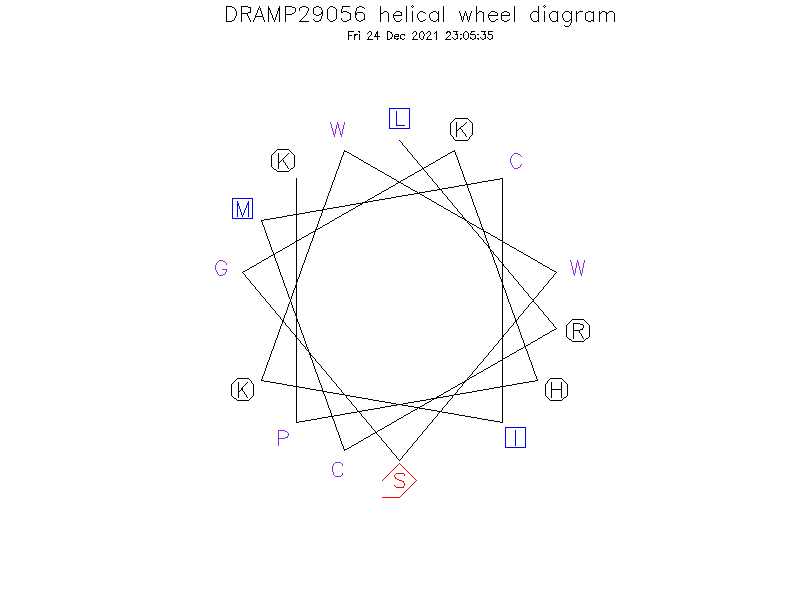 DRAMP29056 helical wheel diagram
Fri 24 Dec 2021 23:05:35
L
K
W
C
K
M
G
W
R
K
H
P
I
C
S